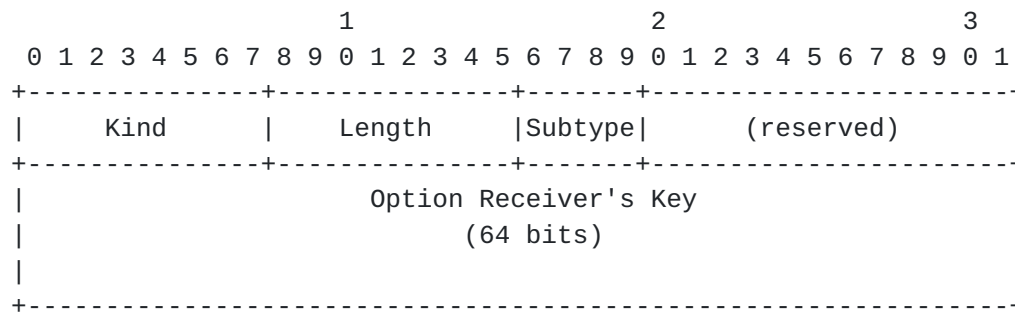 1                   2                   3
 0 1 2 3 4 5 6 7 8 9 0 1 2 3 4 5 6 7 8 9 0 1 2 3 4 5 6 7 8 9 0 1
+---------------+---------------+-------+-----------------------+
|     Kind      |    Length     |Subtype|      (reserved)
+---------------+---------------+-------+-----------------------+
|                      Option Receiver's Key
|                            (64 bits)
|
+---------------------------------------------------------------+